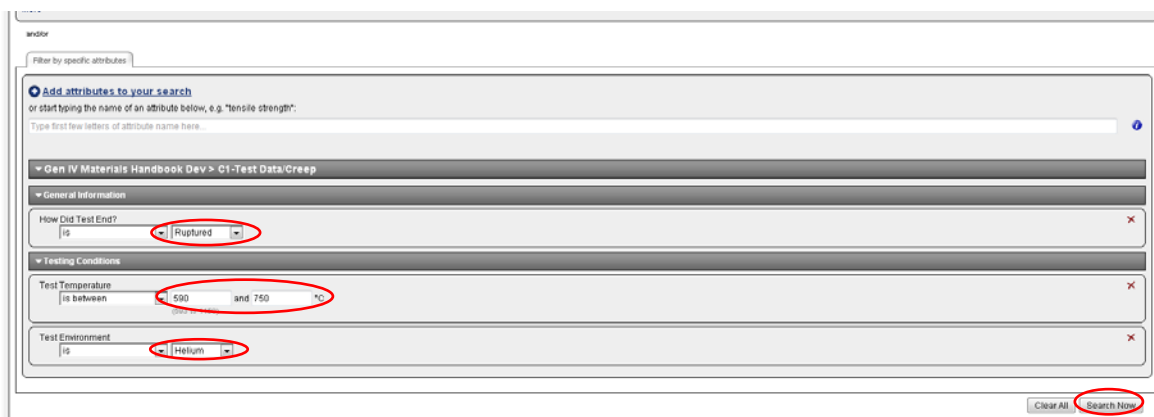 and/or
Filter by specific attributes
Add attributes to your search
or start typing the name of an attribute below, e.g. "tensile strength":
Type first few letters of attribute name here...
Gen IV Materials Handbook Dev > C1-Test Data/Creep
General Information
How Did Test End?
is Ruptured
Testing Conditions
Test Temperature
is between 590 and 750 °C
Test Environment
is Helium
Clear All Search Now